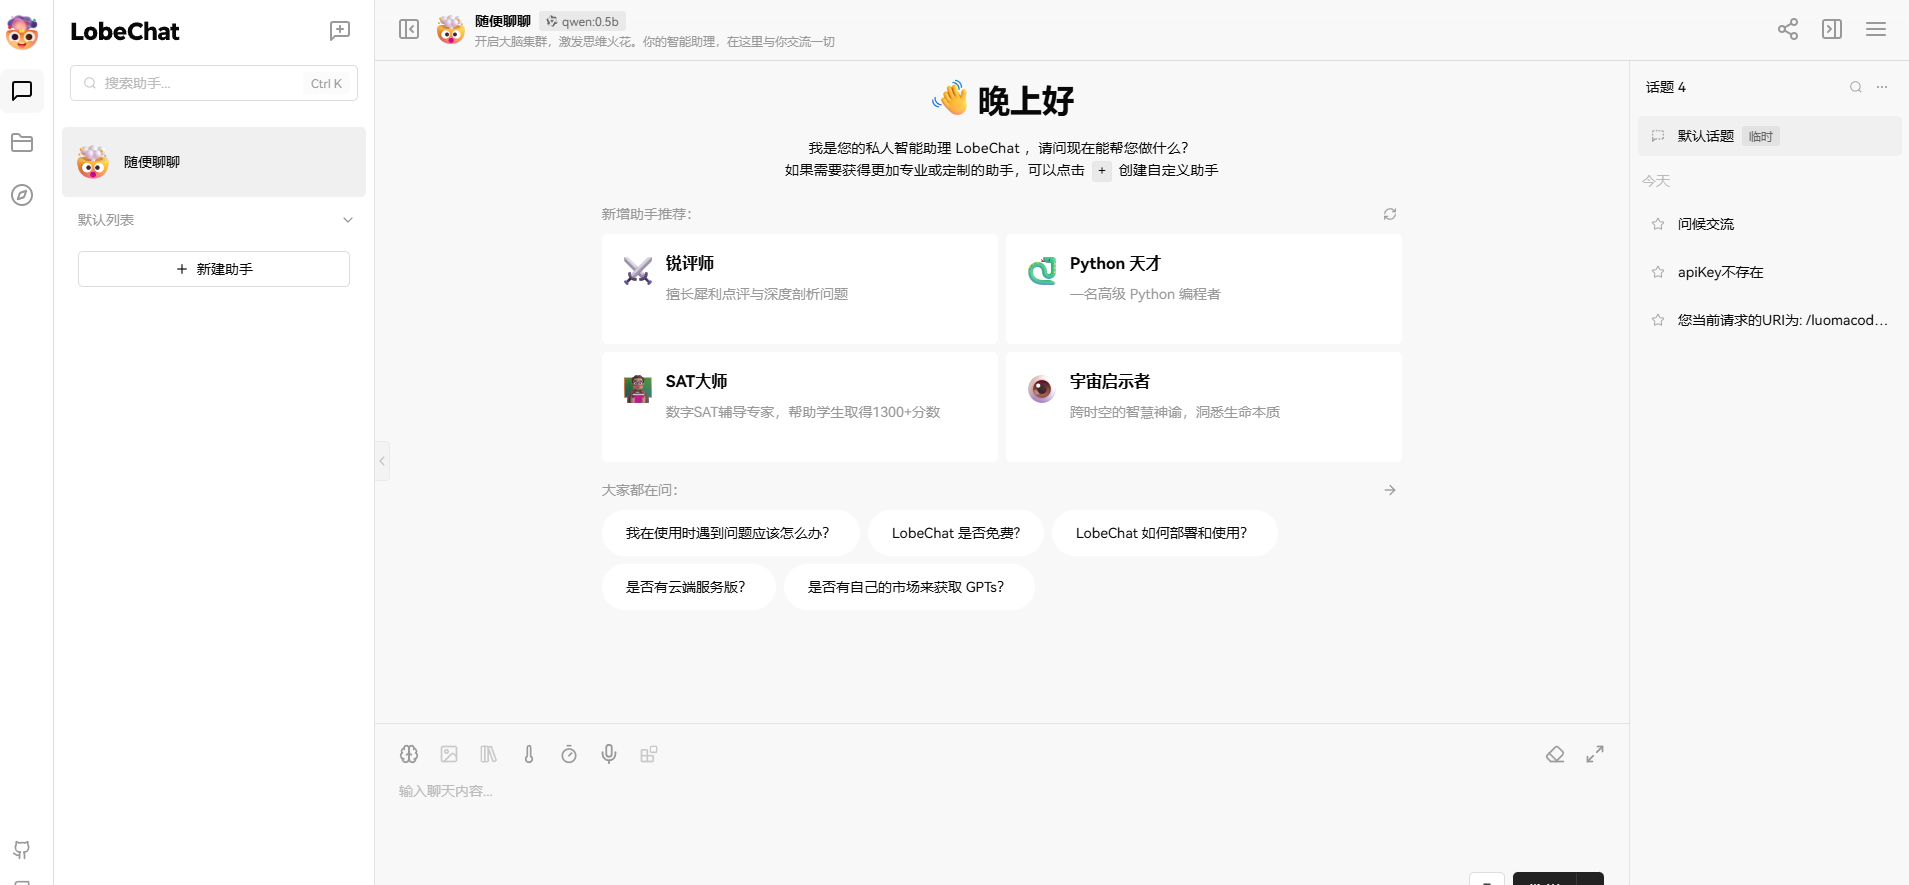 LobeChat
搜索助手...
Ctrl K
随便聊聊
默认列表
新建助手
随便聊聊 qwen:0.5b
开启大脑集群，激发思维火花。你的智能助理，在这里与你交流一切
晚上好
我是您的私人智能助理 LobeChat ，请问现在能帮您做什么？
如果需要获得更加专业或定制的助手，可以点击 + 创建自定义助手
新增助手推荐：
锐评师
擅长犀利点评与深度剖析问题
Python 天才
一名高级 Python 编程者
SAT大师
数字SAT辅导专家，帮助学生取得1300+分数
宇宙启示者
跨时空的智慧神谕，洞悉生命本质
大家都在问：
我在使用时遇到问题应该怎么办？
LobeChat 是否免费？
LobeChat 如何部署和使用？
是否有云端服务版？
是否有自己的市场来获取 GPTs？
输入聊天内容...
话题 4
默认话题 临时
今天
问候交流
apiKey不存在
您当前请求的URI为: /luomacod...